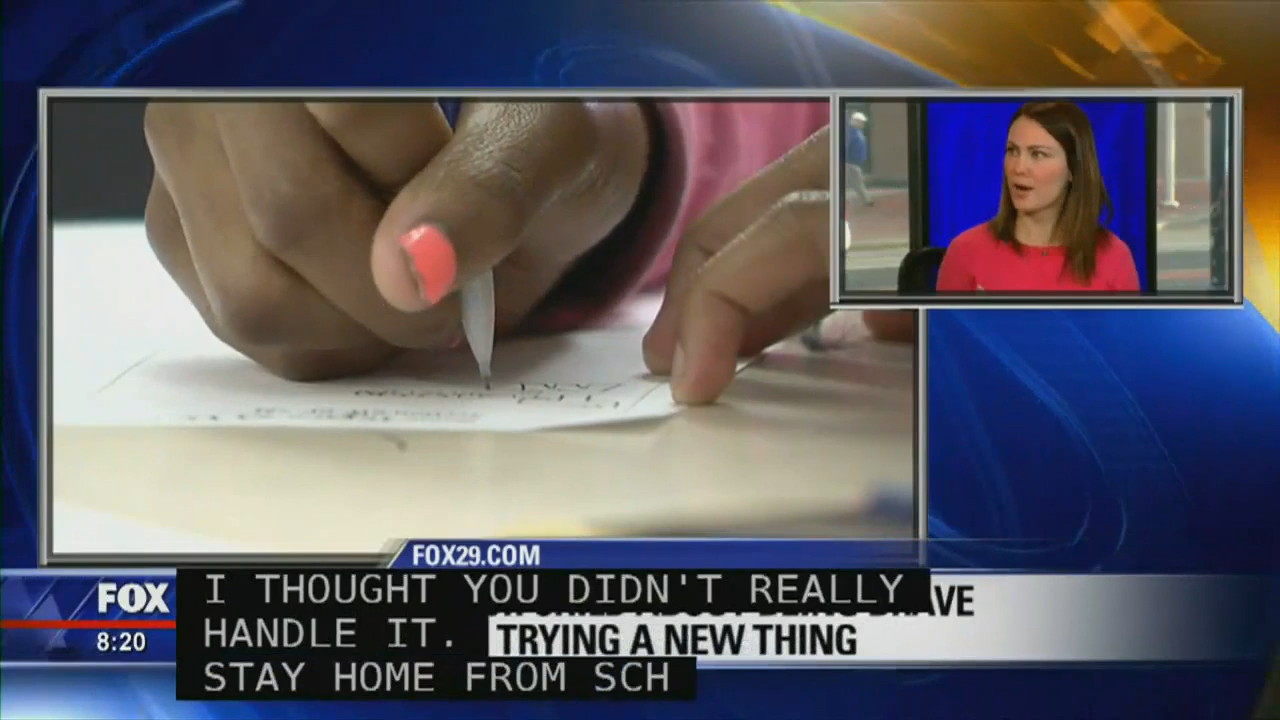 FOX29.COM
FOX
8:20
I THOUGHT YOU DIDN'T REALLY
HANDLE IT.
STAY HOME FROM SCH
TRYING A NEW THING